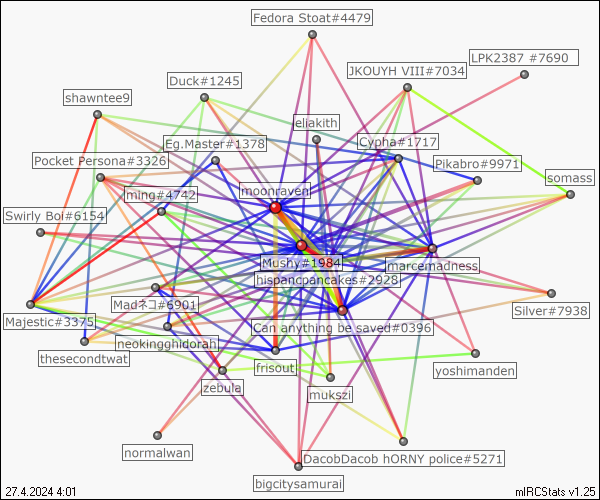 Fedora Stoat#4479
LPK2387 #7690
JKOUYH VIII#7034
Duck#1245
shawntee9
eliakith
Eg.Master#1378
Cypha#1717
Pocket Persona#3326
Pikabro#9971
ming#4742
moonraven
somass
Swirly Boi#6154
Mushy#1984
marcemadness
hispancpancakes#2928
Madネコ#6901
Silver#7938
Majestic#3375
Can anything be saved#0396
neokingghidorah
thesecondtwat
frisout
yoshimanden
zebula
mukszi
normalwan
DacobDacob hORNY police#5271
bigcitysamurai
27.4.2024 4:01
mIRCStats v1.25